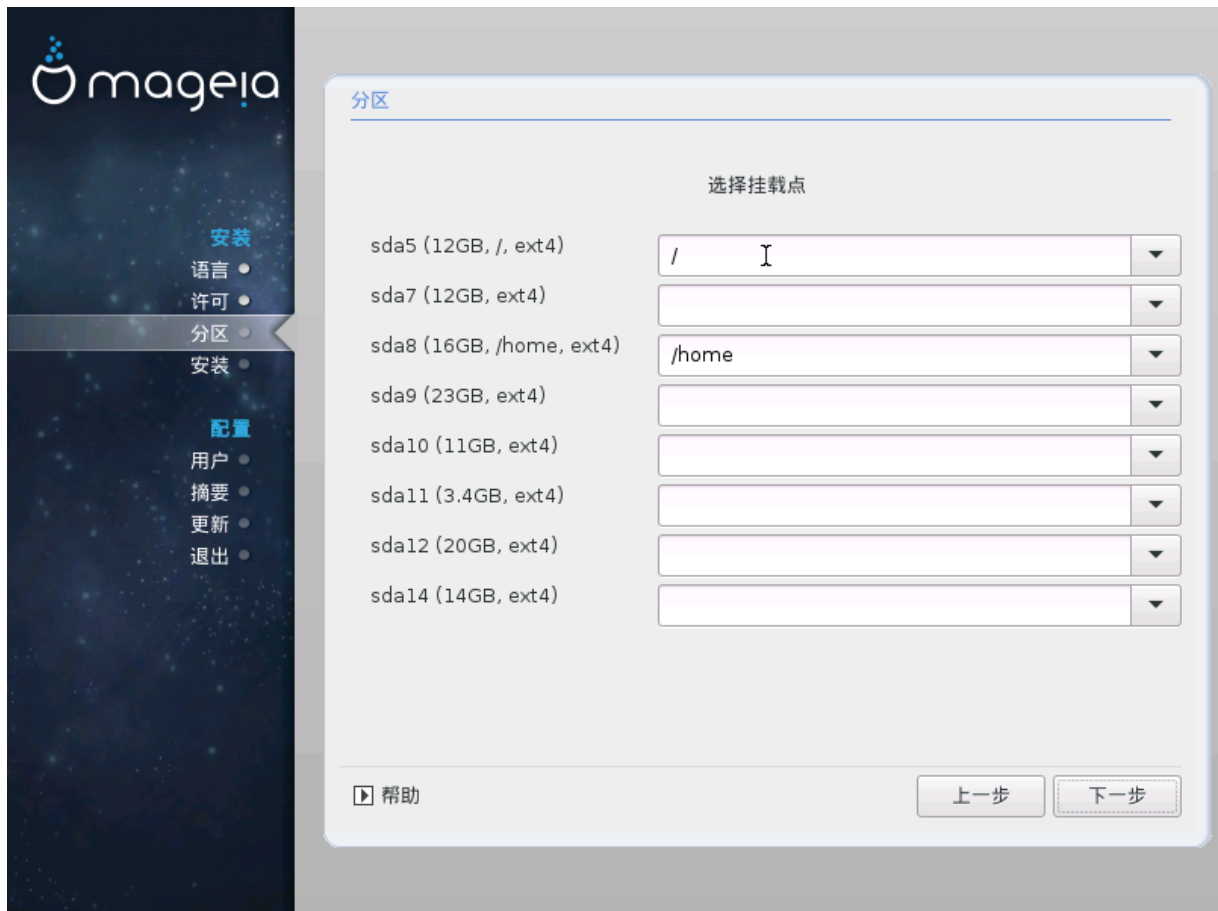 mageia
安装
语言
许可
分区
安装
配置
用户
摘要
更新
退出
分区
选择挂载点
sda5 (12GB, /, ext4)
/
sda7 (12GB, ext4)
sda8 (16GB, /home, ext4)
/home
sda9 (23GB, ext4)
sda10 (11GB, ext4)
sda11 (3.4GB, ext4)
sda12 (20GB, ext4)
sda14 (14GB, ext4)
帮助
上一步
下一步